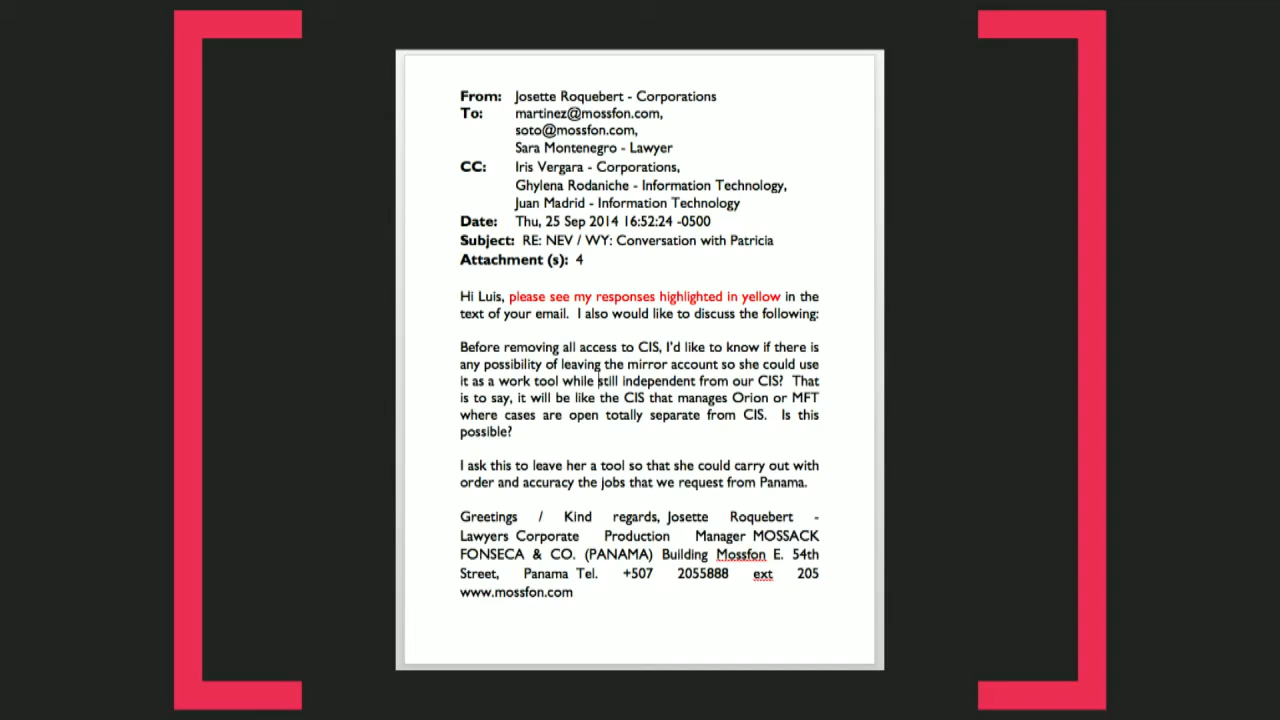 From: Josette Roquebert - Corporations
To: martinez@mossfon.com,
soto@mossfon.com,
Sara Montenegro - Lawyer
CC: Iris Vergara - Corporations,
Ghylena Rodaniche - Information Technology,
Juan Madrid - Information Technology
Date: Thu, 25 Sep 2014 16:52:24 -0500
Subject: RE: NEV / WY: Conversation with Patricia
Attachment (s): 4
Hi Luis, please see my responses highlighted in yellow in the
text of your email. I also would like to discuss the following:
Before removing all access to CIS, I'd like to know if there is
any possibility of leaving the mirror account so she could use
it as a work tool while still independent from our CIS? That
is to say, it will be like the CIS that manages Orion or MFT
where cases are open totally separate from CIS. Is this
possible?
I ask this to leave her a tool so that she could carry out with
order and accuracy the jobs that we request from Panama.
Greetings / Kind regards, Josette Roquebert -
Lawyers Corporate Production Manager MOSSACK
FONSECA & CO. (PANAMA) Building Mossfon E. 54th
Street, Panama Tel. +507 2055888 ext 205
www.mossfon.com